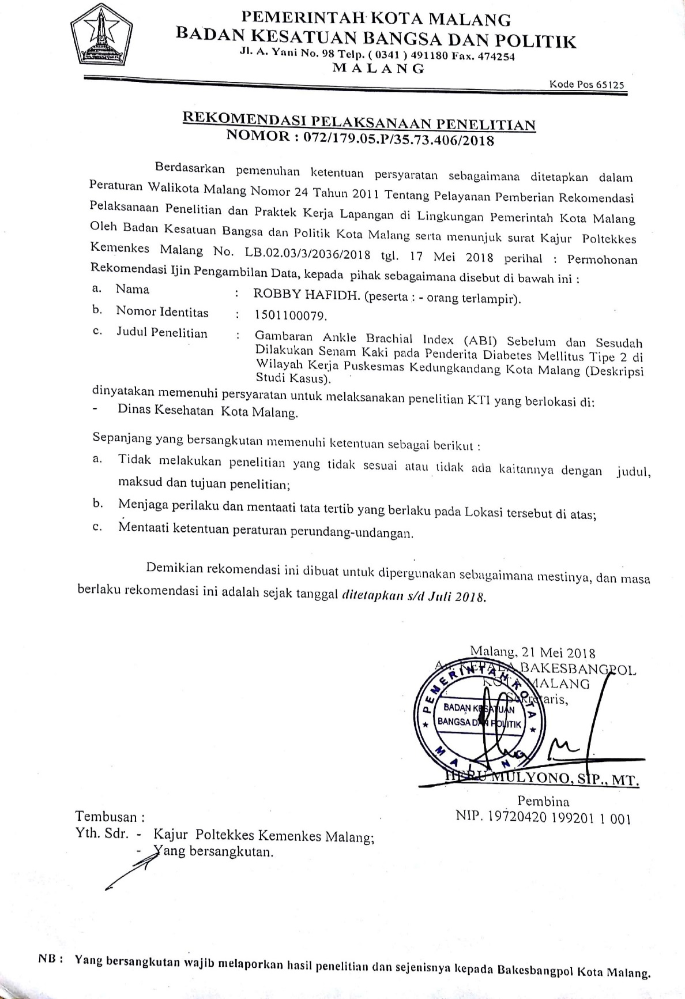 PEMERINTAH KOTA MALANG
BADAN KESATUAN BANGSA DAN POLITIK
Jl. A. Yani No. 98 Telp. ( 0341 ) 491180 Fax. 474254
M A L A N G
Kode Pos 65125
REKOMENDASI PELAKSANAAN PENELITIAN
NOMOR : 072/179.05.P/35.73.406/2018
Berdasarkan pemenuhan ketentuan persyaratan sebagaimana ditetapkan dalam
Peraturan Walikota Malang Nomor 24 Tahun 2011 Tentang Pelayanan Pemberian Rekomendasi
Pelaksanaan Penelitian dan Praktek Kerja Lapangan di Lingkungan Pemerintah Kota Malang
Oleh Badan Kesatuan Bangsa dan Politik Kota Malang serta menunjuk surat Kajur Poltekkes
Kemenkes Malang No. LB.02.03/3/2036/2018 tgl. 17 Mei 2018 perihal : Permohonan
Rekomendasi Ijin Pengambilan Data, kepada pihak sebagaimana disebut di bawah ini :
a. Nama : ROBBY HAFIDH. (peserta : - orang terlampir).
b. Nomor Identitas : 1501100079.
c. Judul Penelitian : Gambaran Ankle Brachial Index (ABI) Sebelum dan Sesudah
Dilakukan Senam Kaki pada Penderita Diabetes Mellitus Tipe 2 di
Wilayah Kerja Puskesmas Kedungkandang Kota Malang (Deskripsi
Studi Kasus).
dinyatakan memenuhi persyaratan untuk melaksanakan penelitian KTI yang berlokasi di:
- Dinas Kesehatan Kota Malang.
Sepanjang yang bersangkutan memenuhi ketentuan sebagai berikut :
a. Tidak melakukan penelitian yang tidak sesuai atau tidak ada kaitannya dengan judul,
maksud dan tujuan penelitian;
b. Menjaga perilaku dan mentaati tata tertib yang berlaku pada Lokasi tersebut di atas;
c. Mentaati ketentuan peraturan perundang-undangan.
Demikian rekomendasi ini dibuat untuk dipergunakan sebagaimana mestinya, dan masa
berlaku rekomendasi ini adalah sejak tanggal ditetapkan s/d Juli 2018.
Malang, 21 Mei 2018
An. KEPALA BAKESBANGPOL
KOTA MALANG
Sekretaris,
PEMERINTAH KOTA
BADAN KESATUAN
BANGSA DAN POLITIK
MALANG
HERU MULYONO, SIP., MT.
Pembina
NIP. 19720420 199201 1 001
Tembusan :
Yth. Sdr. - Kajur Poltekkes Kemenkes Malang;
- Yang bersangkutan.
NB : Yang bersangkutan wajib melaporkan hasil penelitian dan sejenisnya kepada Bakesbangpol Kota Malang.